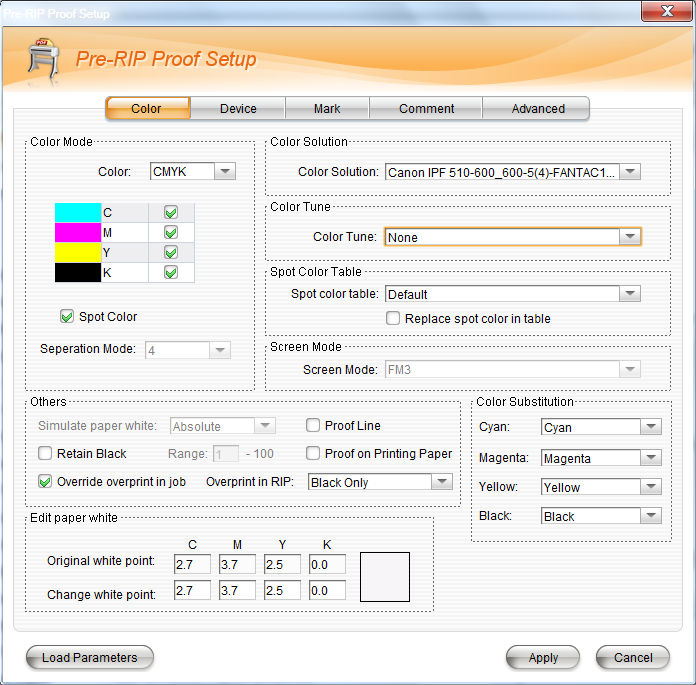 Pre-RIP Proof Setup
Pre-RIP Proof Setup
Color Device Mark Comment Advanced
Color Mode
Color: CMYK
C
M
Y
K
Spot Color
Seperation Mode: 4
Color Solution
Color Solution: Canon IPF 510-600_600-5(4)-FANTAC1...
Color Tune
Color Tune: None
Spot Color Table
Spot color table: Default
Replace spot color in table
Screen Mode
Screen Mode: FM3
Others
Simulate paper white: Absolute Proof Line
Retain Black Range: 1 - 100 Proof on Printing Paper
Override overprint in job Overprint in RIP: Black Only
Color Substitution
Cyan: Cyan
Magenta: Magenta
Yellow: Yellow
Black: Black
Edit paper white
C M Y K
Original white point: 2.7 3.7 2.5 0.0
Change white point: 2.7 3.7 2.5 0.0
Load Parameters Apply Cancel